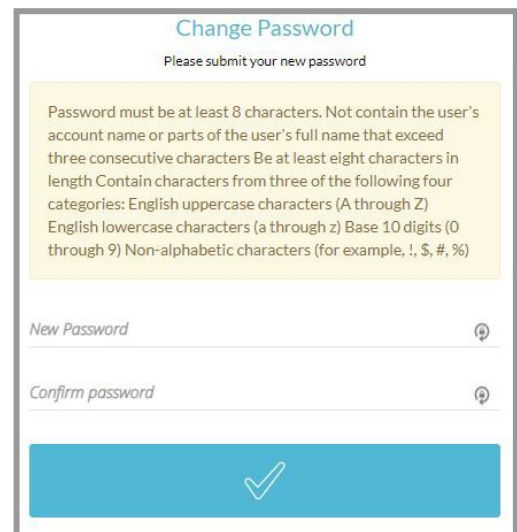 Change Password
Please submit your new password
Password must be at least 8 characters. Not contain the user's
account name or parts of the user's full name that exceed
three consecutive characters Be at least eight characters in
length Contain characters from three of the following four
categories: English uppercase characters (A through Z)
English lowercase characters (a through z) Base 10 digits (0
through 9) Non-alphabetic characters (for example, !, $, #, %)
New Password
Confirm password